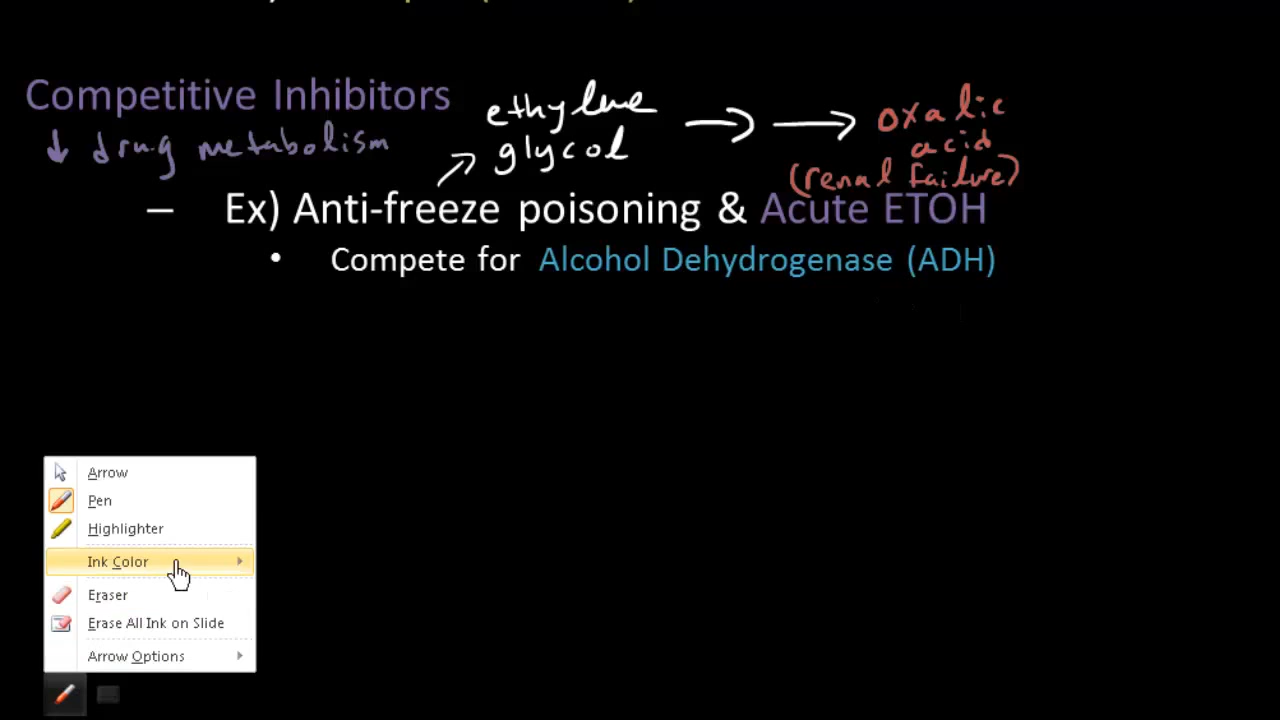 Competitive Inhibitors
↓ drug metabolism
ethylene
glycol
→ → oxalic
acid
(renal failure)
– Ex) Anti-freeze poisoning & Acute ETOH
• Compete for Alcohol Dehydrogenase (ADH)
Arrow
Pen
Highlighter
Ink Color
Eraser
Erase All Ink on Slide
Arrow Options